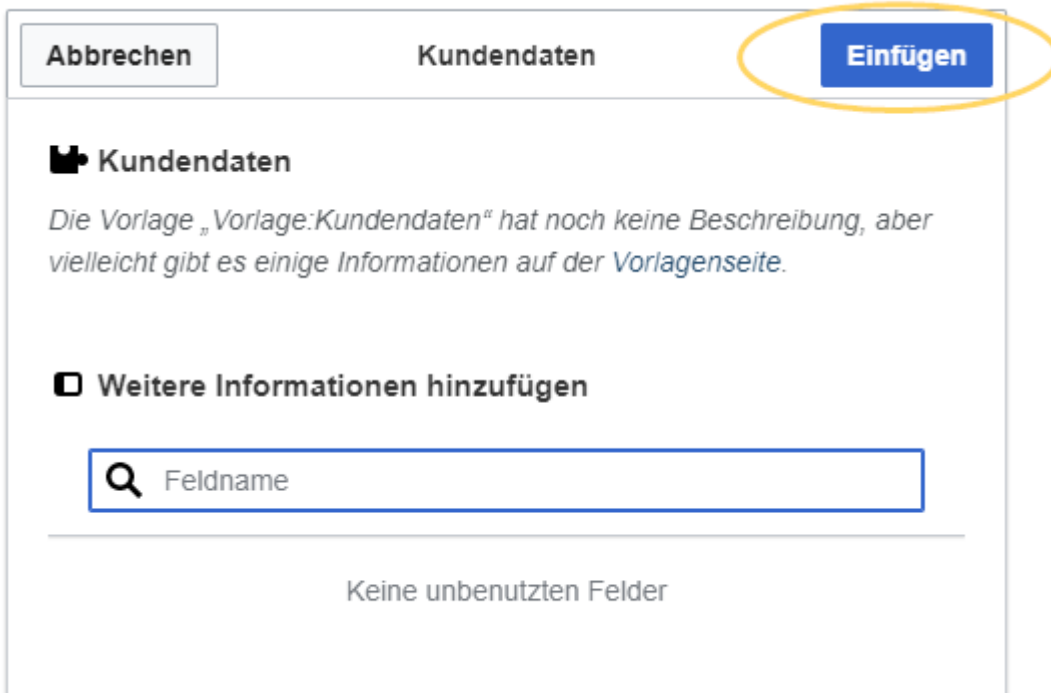 Abbrechen Kundendaten Einfügen
Kundendaten
Die Vorlage „Vorlage:Kundendaten“ hat noch keine Beschreibung, aber
vielleicht gibt es einige Informationen auf der Vorlagenseite.
Weitere Informationen hinzufügen
Feldname
Keine unbenutzten Felder